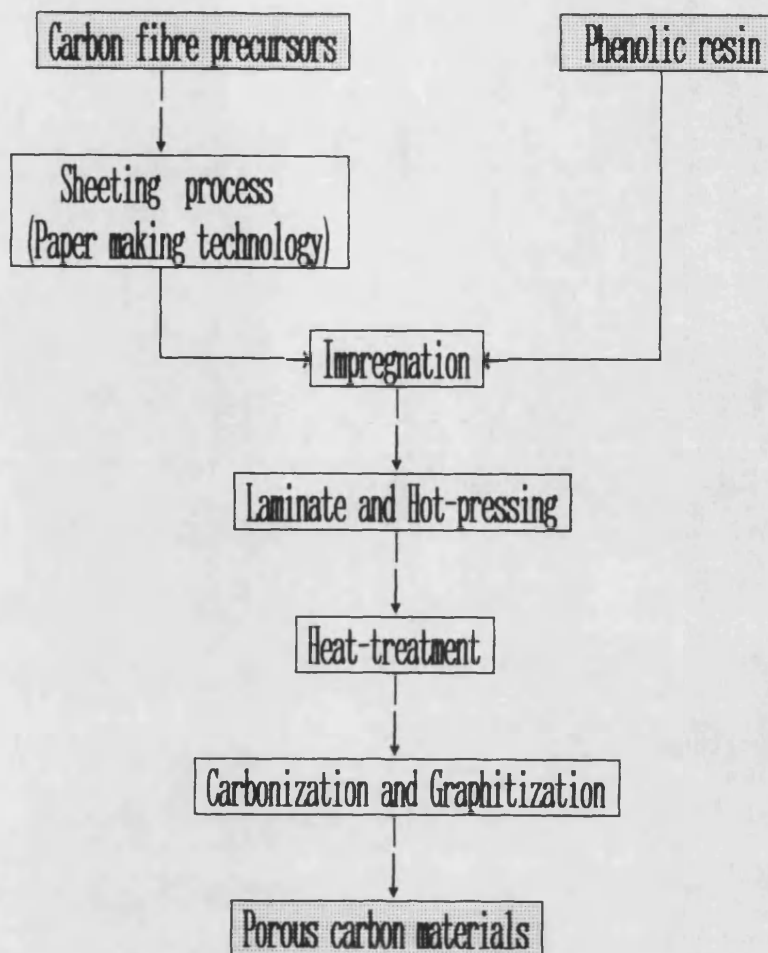 Carbon fibre precursors
Phenolic resin
Sheeting process
(Paper making technology)
Impregnation
Laminate and Hot-pressing
Heat-treatment
Carbonization and Graphitization
Porous carbon materials